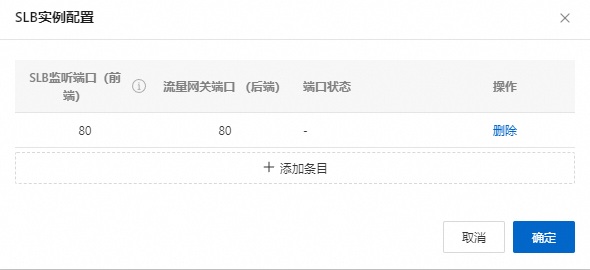 SLB实例配置
SLB监听端口（前
端）
流量网关端口 （后端）
端口状态
操作
80
80
-
删除
+ 添加条目
取消
确定